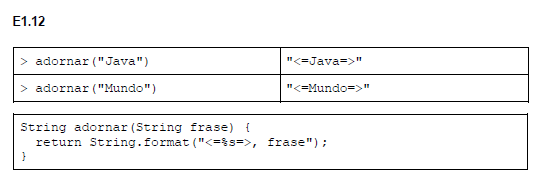 E1.12
> adornar("Java") "<=Java=>"
> adornar("Mundo") "<=Mundo=>"
String adornar(String frase) {
return String.format("<=%s=>, frase");
}